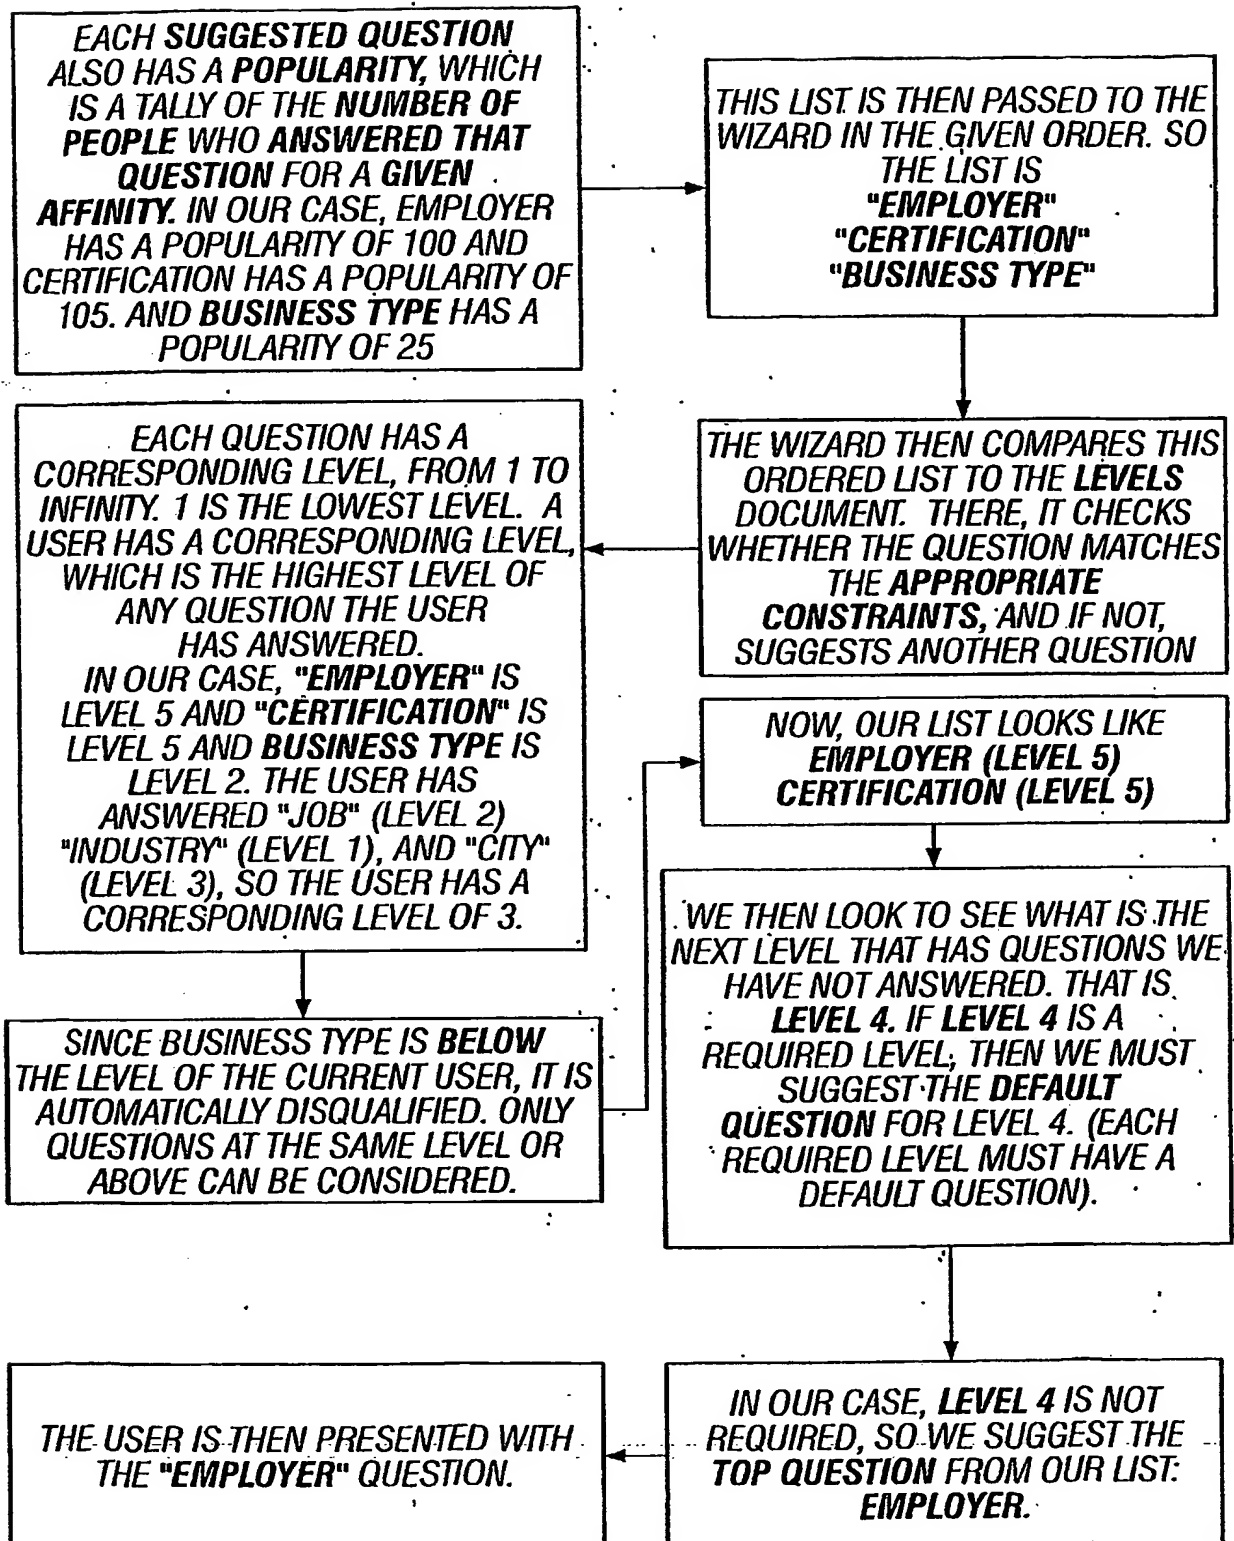 EACH SUGGESTED QUESTION
ALSO HAS A POPULARITY, WHICH
IS A TALLY OF THE NUMBER OF
PEOPLE WHO ANSWERED THAT
QUESTION FOR A GIVEN
AFFINITY. IN OUR CASE, EMPLOYER
HAS A POPULARITY OF 100 AND
CERTIFICATION HAS A POPULARITY OF
105. AND BUSINESS TYPE HAS A
POPULARITY OF 25
THIS LIST IS THEN PASSED TO THE
WIZARD IN THE GIVEN ORDER. SO
THE LIST IS
"EMPLOYER"
"CERTIFICATION"
"BUSINESS TYPE"
THE WIZARD THEN COMPARES THIS
ORDERED LIST TO THE LEVELS
DOCUMENT. THERE, IT CHECKS
WHETHER THE QUESTION MATCHES
THE APPROPRIATE
CONSTRAINTS, AND IF NOT,
SUGGESTS ANOTHER QUESTION
EACH QUESTION HAS A
CORRESPONDING LEVEL, FROM 1 TO
INFINITY. 1 IS THE LOWEST LEVEL. A
USER HAS A CORRESPONDING LEVEL,
WHICH IS THE HIGHEST LEVEL OF
ANY QUESTION THE USER
HAS ANSWERED.
IN OUR CASE, "EMPLOYER" IS
LEVEL 5 AND "CERTIFICATION" IS
LEVEL 5 AND BUSINESS TYPE IS
LEVEL 2. THE USER HAS
ANSWERED "JOB" (LEVEL 2)
"INDUSTRY" (LEVEL 1), AND "CITY"
(LEVEL 3), SO THE USER HAS A
CORRESPONDING LEVEL OF 3.
SINCE BUSINESS TYPE IS BELOW
THE LEVEL OF THE CURRENT USER, IT IS
AUTOMATICALLY DISQUALIFIED. ONLY
QUESTIONS AT THE SAME LEVEL OR
ABOVE CAN BE CONSIDERED.
NOW, OUR LIST LOOKS LIKE
EMPLOYER (LEVEL 5)
CERTIFICATION (LEVEL 5)
WE THEN LOOK TO SEE WHAT IS THE
NEXT LEVEL THAT HAS QUESTIONS WE
HAVE NOT ANSWERED. THAT IS
LEVEL 4. IF LEVEL 4 IS A
REQUIRED LEVEL, THEN WE MUST
SUGGEST THE DEFAULT
QUESTION FOR LEVEL 4. (EACH
REQUIRED LEVEL MUST HAVE A
DEFAULT QUESTION).
IN OUR CASE, LEVEL 4 IS NOT
REQUIRED, SO WE SUGGEST THE
TOP QUESTION FROM OUR LIST:
EMPLOYER.
THE USER IS THEN PRESENTED WITH
THE "EMPLOYER" QUESTION.